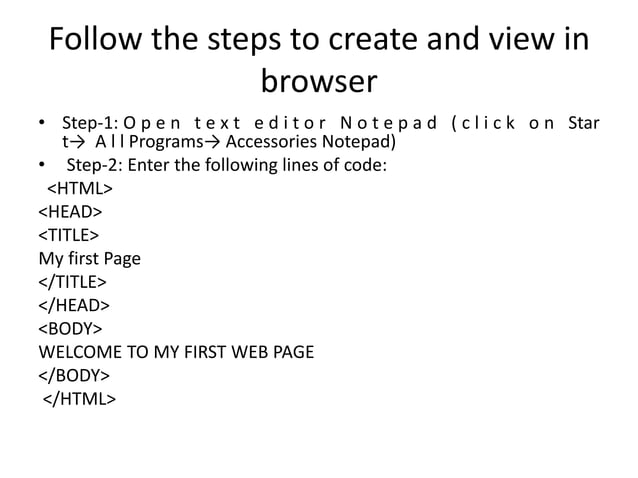 Follow the steps to create and view in
browser
• Step-1: O p e n t e x t e d i t o r N o t e p a d ( c l i c k o n Star
t→ A l l Programs→ Accessories Notepad)
• Step-2: Enter the following lines of code:
<HTML>
<HEAD>
<TITLE>
My first Page
</TITLE>
</HEAD>
<BODY>
WELCOME TO MY FIRST WEB PAGE
</BODY>
</HTML>